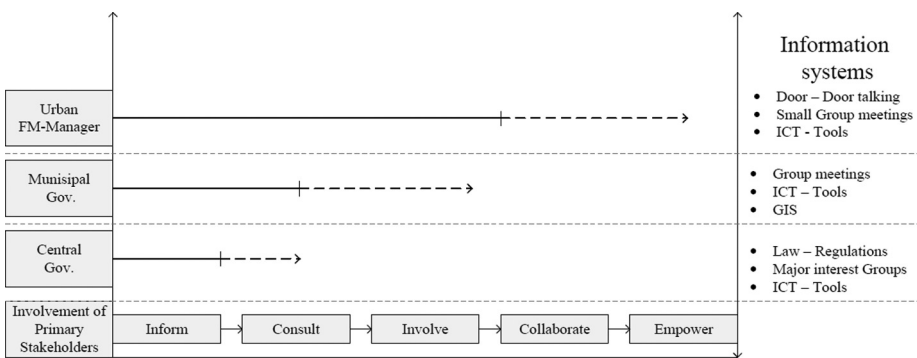 Information
systems
Urban
FM-Manager
• Door – Door talking
• Small Group meetings
• ICT - Tools
Munisipal
Gov.
• Group meetings
• ICT – Tools
• GIS
Central
Gov.
• Law – Regulations
• Major interest Groups
• ICT – Tools
Involvement of
Primary
Stakeholders
Inform
Consult
Involve
Collaborate
Empower